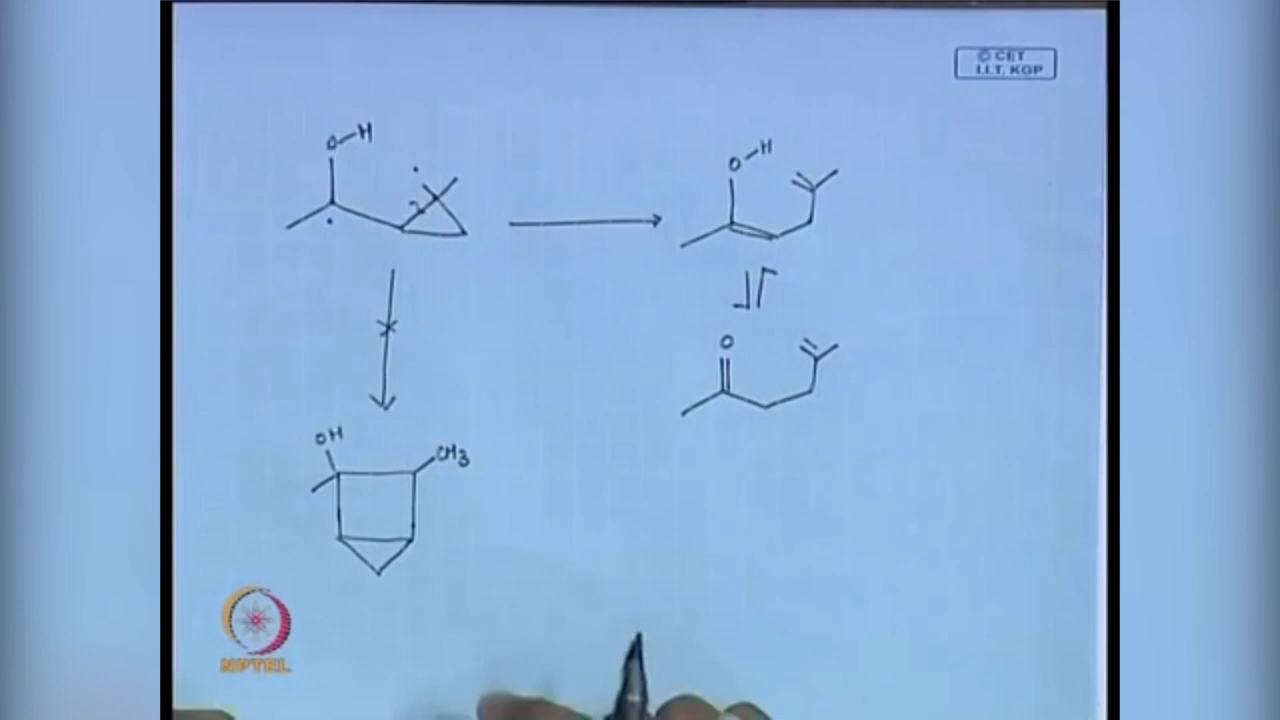 © CET
I.I.T. KGP
O-H
O-H
O
OH
CH3
NPTEL